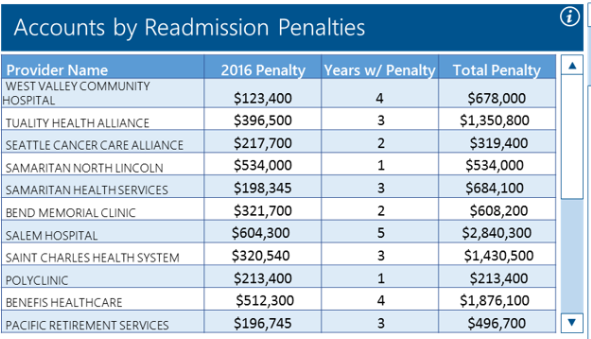 Accounts by Readmission Penalties
i
Provider Name 2016 Penalty Years w/ Penalty Total Penalty
WEST VALLEY COMMUNITY
HOSPITAL $123,400 4 $678,000
TUALITY HEALTH ALLIANCE $396,500 3 $1,350,800
SEATTLE CANCER CARE ALLIANCE $217,700 2 $319,400
SAMARITAN NORTH LINCOLN $534,000 1 $534,000
SAMARITAN HEALTH SERVICES $198,345 3 $684,100
BEND MEMORIAL CLINIC $321,700 2 $608,200
SALEM HOSPITAL $604,300 5 $2,840,300
SAINT CHARLES HEALTH SYSTEM $320,540 3 $1,430,500
POLYCLINIC $213,400 1 $213,400
BENEFIS HEALTHCARE $512,300 4 $1,876,100
PACIFIC RETIREMENT SERVICES $196,745 3 $496,700